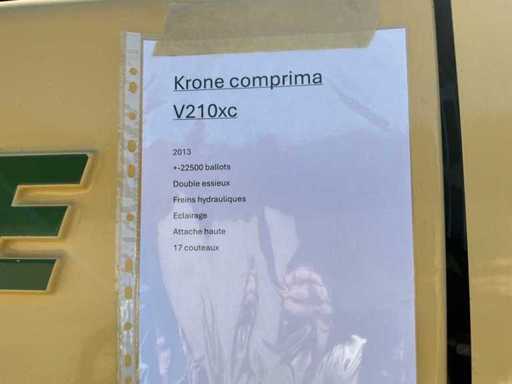 Krone comprima
V210xc
2013
+-22500 ballots
Double essieux
Freins hydrauliques
Eclairage
Attache haute
17 couteaux
E